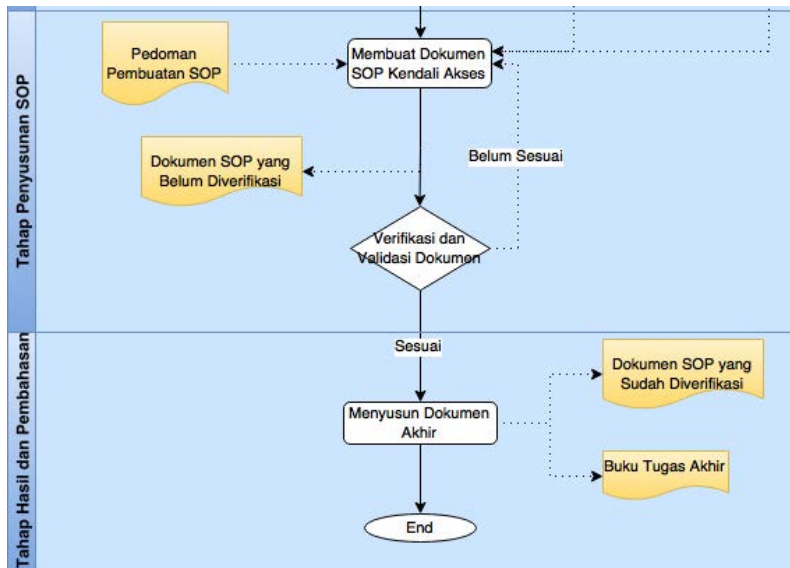 Tahap Penyusunan SOP
Pedoman
Pembuatan SOP
Membuat Dokumen
SOP Kendali Akses
Dokumen SOP yang
Belum Diverifikasi
Belum Sesuai
Verifikasi dan
Validasi Dokumen
Tahap Hasil dan Pembahasan
Sesuai
Dokumen SOP yang
Sudah Diverifikasi
Menyusun Dokumen
Akhir
Buku Tugas Akhir
End